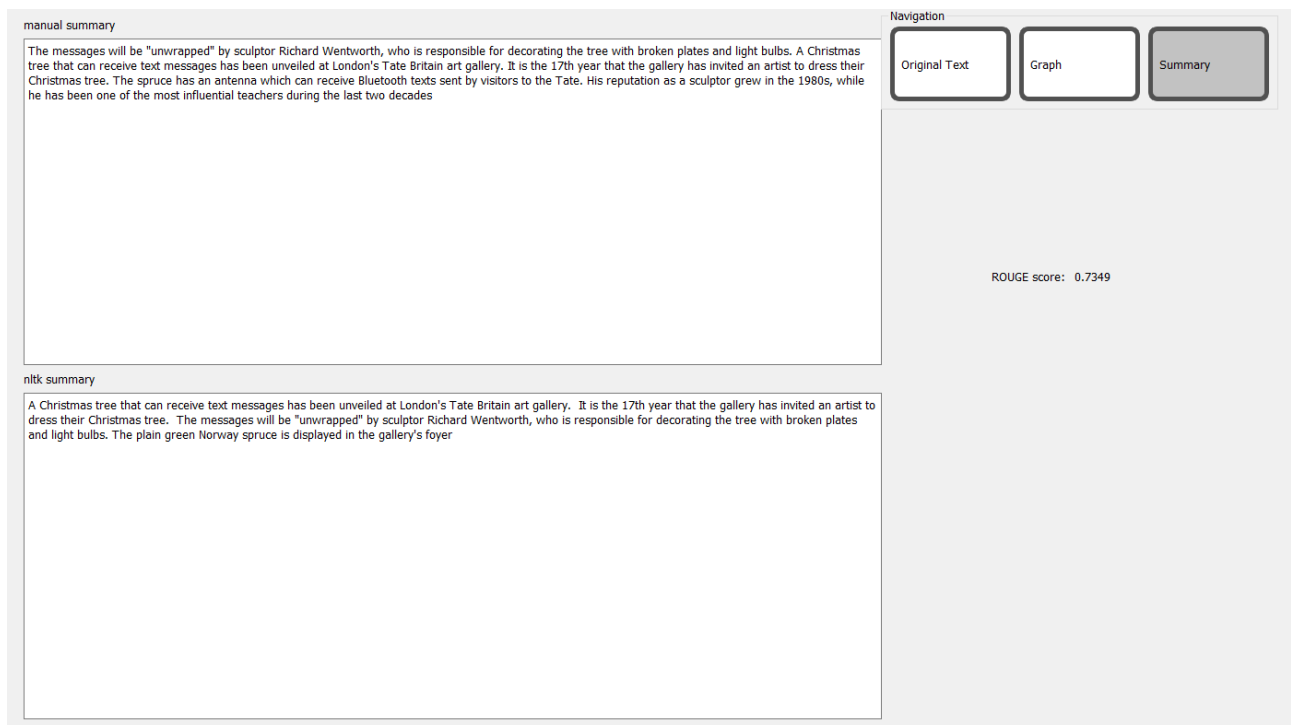 manual summary
The messages will be "unwrapped" by sculptor Richard Wentworth, who is responsible for decorating the tree with broken plates and light bulbs. A Christmas
tree that can receive text messages has been unveiled at London's Tate Britain art gallery. It is the 17th year that the gallery has invited an artist to dress their
Christmas tree. The spruce has an antenna which can receive Bluetooth texts sent by visitors to the Tate. His reputation as a sculptor grew in the 1980s, while
he has been one of the most influential teachers during the last two decades
Navigation
Original Text
Graph
Summary
ROUGE score: 0.7349
nltk summary
A Christmas tree that can receive text messages has been unveiled at London's Tate Britain art gallery.  It is the 17th year that the gallery has invited an artist to
dress their Christmas tree.  The messages will be "unwrapped" by sculptor Richard Wentworth, who is responsible for decorating the tree with broken plates
and light bulbs. The plain green Norway spruce is displayed in the gallery's foyer